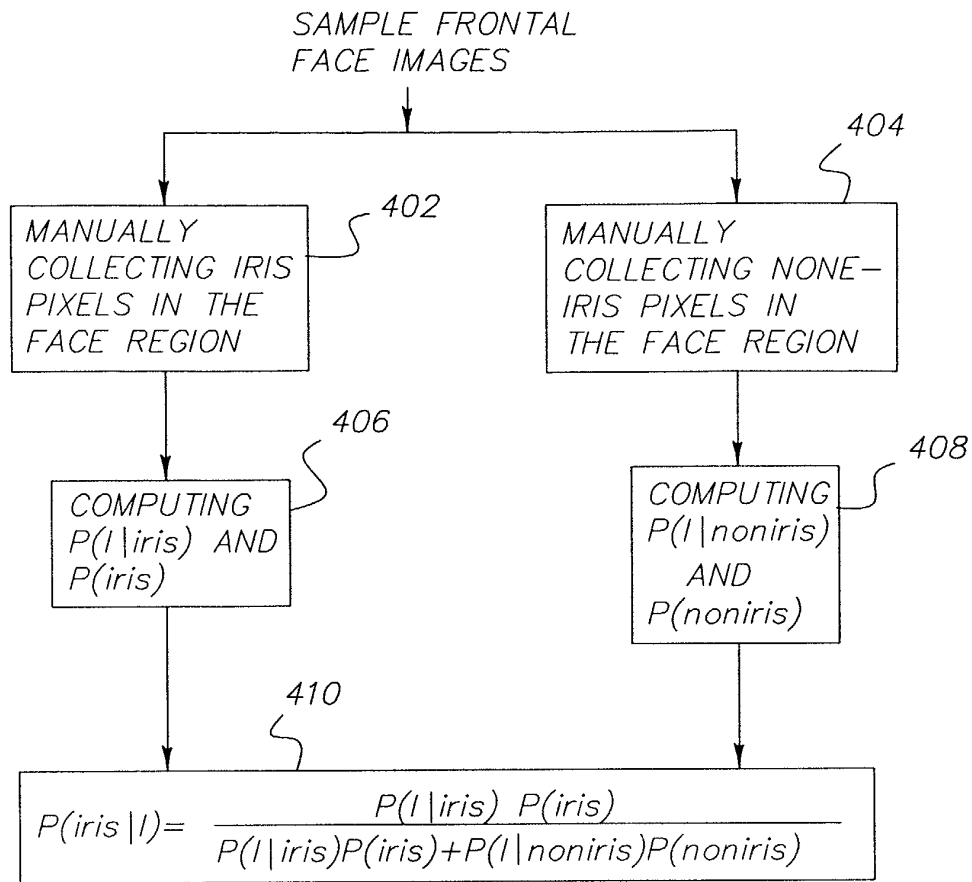 SAMPLE FRONTAL
FACE IMAGES
404
402
MANUALLY
COLLECTING IRIS
PIXELS IN THE
FACE REGION
MANUALLY
COLLECTING NONE-
IRIS PIXELS IN
THE FACE REGION
406
408
COMPUTING
P(I|iris) AND
P(iris)
COMPUTING
P(I|noniris)
AND
P(noniris)
410
P(iris|I)= P(I|iris) P(iris)
P(I|iris)P(iris)+P(I|noniris)P(noniris)